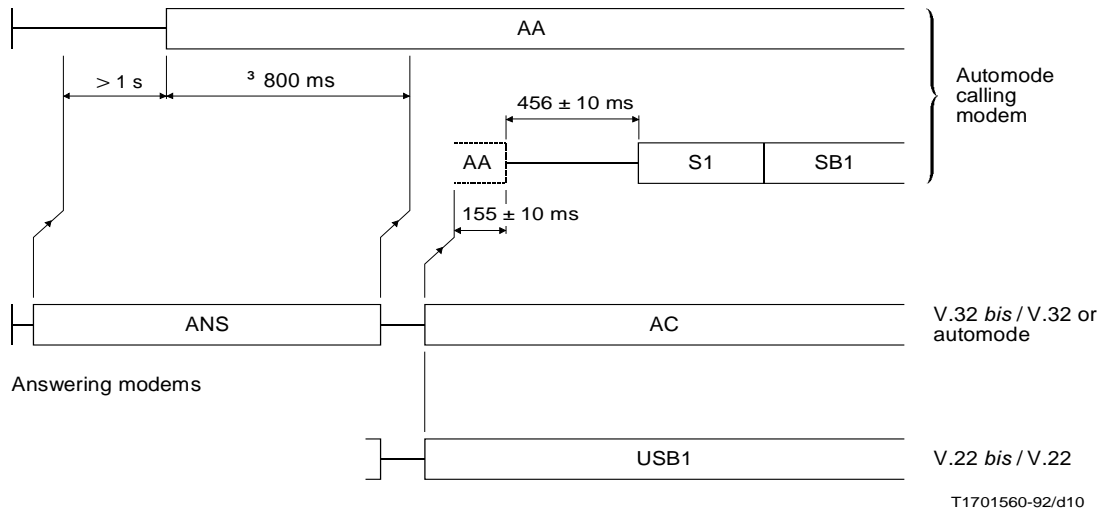 AA
> 1 s
³ 800 ms
Automode
calling
modem
456 ± 10 ms
AA
S1
SB1
155 ± 10 ms
ANS
AC
V.32 bis / V.32 or
automode
Answering modems
USB1
V.22 bis / V.22
T1701560-92/d10